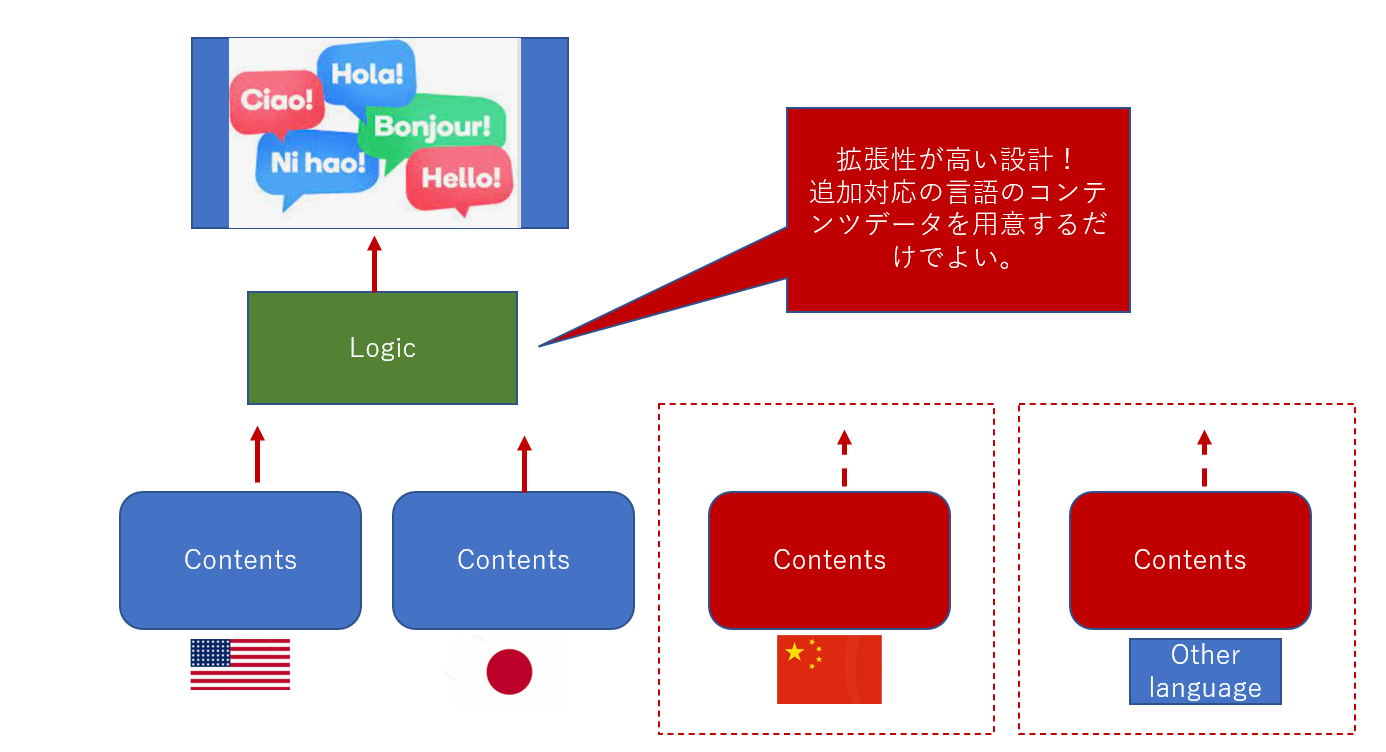 Hola!
Ciao!
Bonjour!
Ni hao!
Hello!
拡張性が高い設計！
追加対応の言語のコンテ
ンツデータを用意するだ
けでよい。
Logic
Contents
Contents
Contents
Contents
Other
language